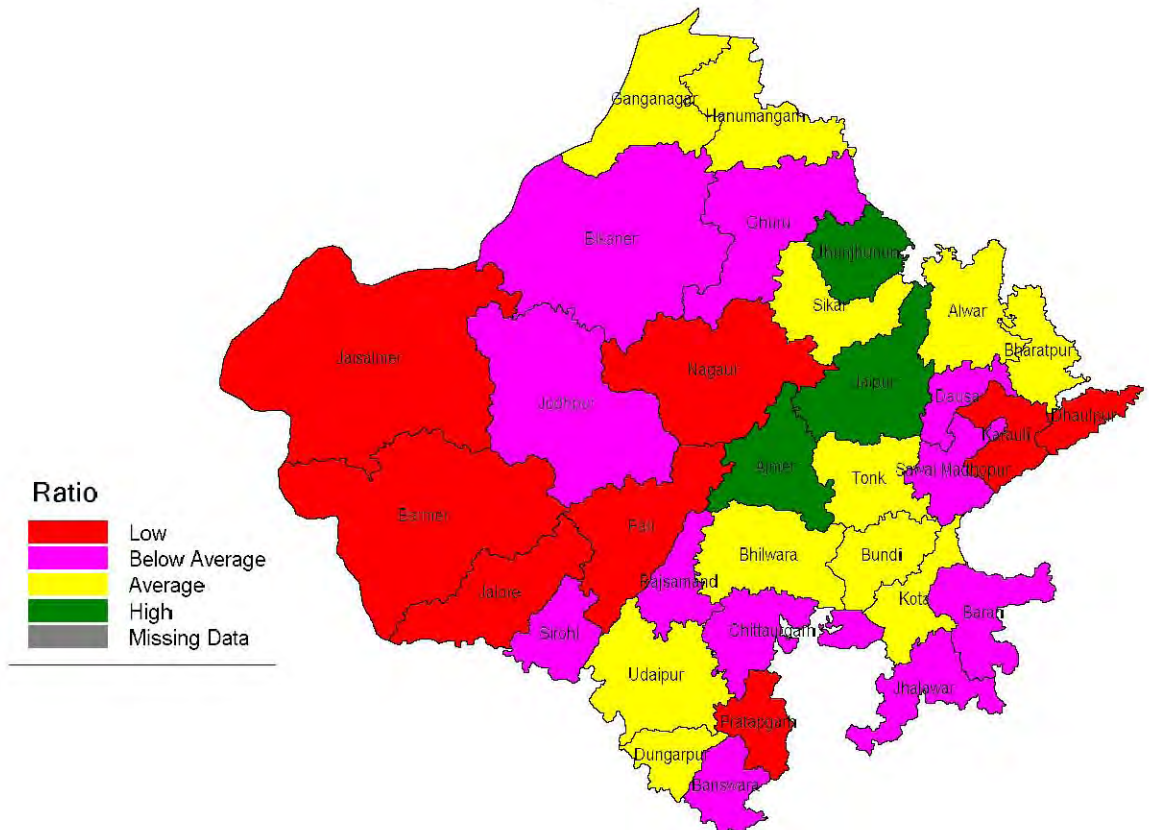 Ganganagar
Hanumangarh
Churu
Bikaner
Jhunjhunun
Sikar
Alwar
Bharatpur
Jaisalmer
Nagaur
Jaipur
Jodhpur
Dausa
Dhaulpur
Karauli
Ajmer
Sawai Madhopur
Tonk
Barmer
Pali
Bhilwara
Bundi
Rajsamand
Jalore
Kota
Baran
Sirohi
Chittaurgarh
Udaipur
Jhalawar
Pratapgarh
Dungarpur
Banswara
Ratio
Low
Below Average
Average
High
Missing Data